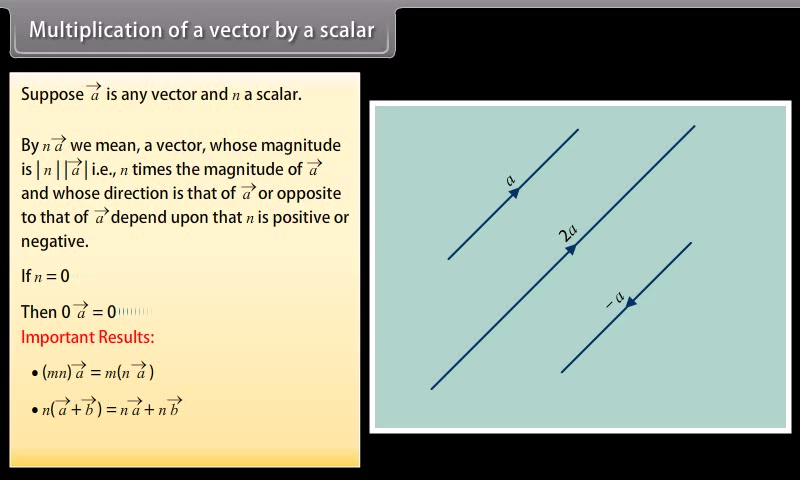 Multiplication of a vector by a scalar
Suppose a⃗ is any vector and n a scalar.
By n a⃗ we mean, a vector, whose magnitude
is | n | | a⃗ | i.e., n times the magnitude of a⃗
and whose direction is that of a⃗ or opposite
to that of a⃗ depend upon that n is positive or
negative.
If n = 0
Then 0 a⃗ = 0
Important Results:
• (mn) a⃗ = m(n a⃗ )
• n( a⃗ + b⃗ ) = n a⃗ + n b⃗
a
2a
– a